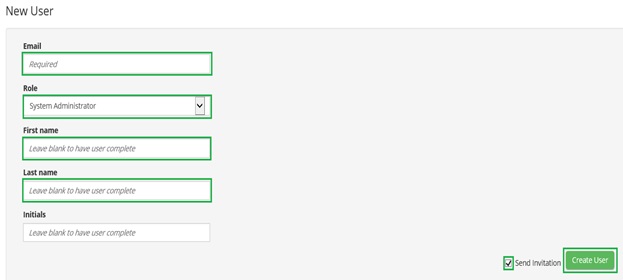 New User
Email
Required
Role
System Administrator
First name
Leave blank to have user complete
Last name
Leave blank to have user complete
Initials
Leave blank to have user complete
Send Invitation Create User